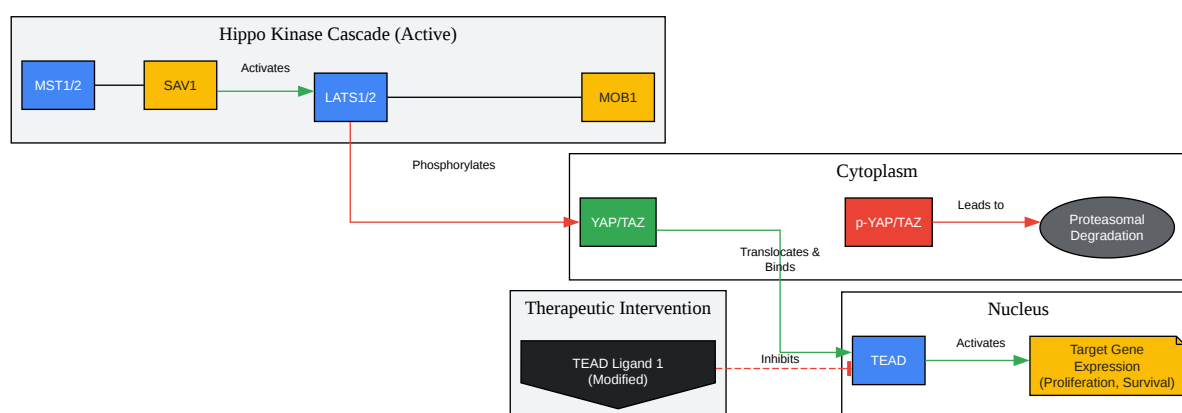 Hippo Kinase Cascade (Active)
MST1/2
SAV1
Activates
LATS1/2
MOB1
Phosphorylates
Cytoplasm
YAP/TAZ
p-YAP/TAZ
Leads to
Proteasomal
Degradation
Translocates &
Binds
Therapeutic Intervention
TEAD Ligand 1
(Modified)
Inhibits
Nucleus
TEAD
Activates
Target Gene
Expression
(Proliferation, Survival)